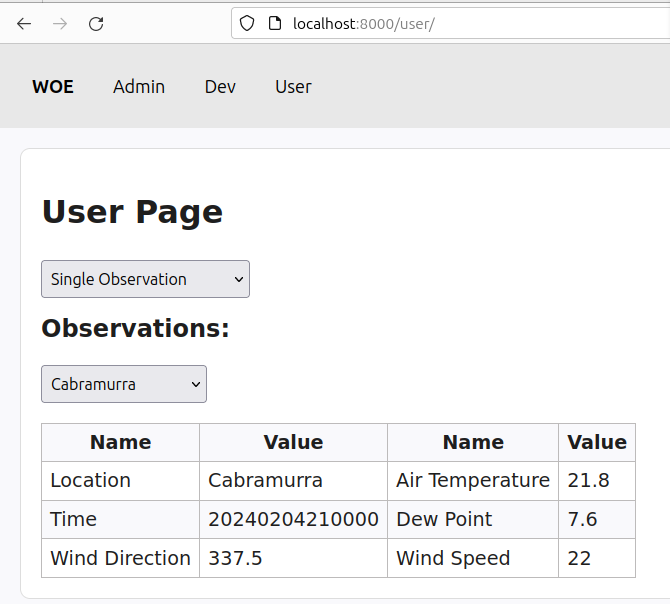 localhost:8000/user/
WOE Admin Dev User
User Page
Single Observation
Observations:
Cabramurra
Name Value Name Value
Location Cabramurra Air Temperature 21.8
Time 20240204210000 Dew Point 7.6
Wind Direction 337.5 Wind Speed 22